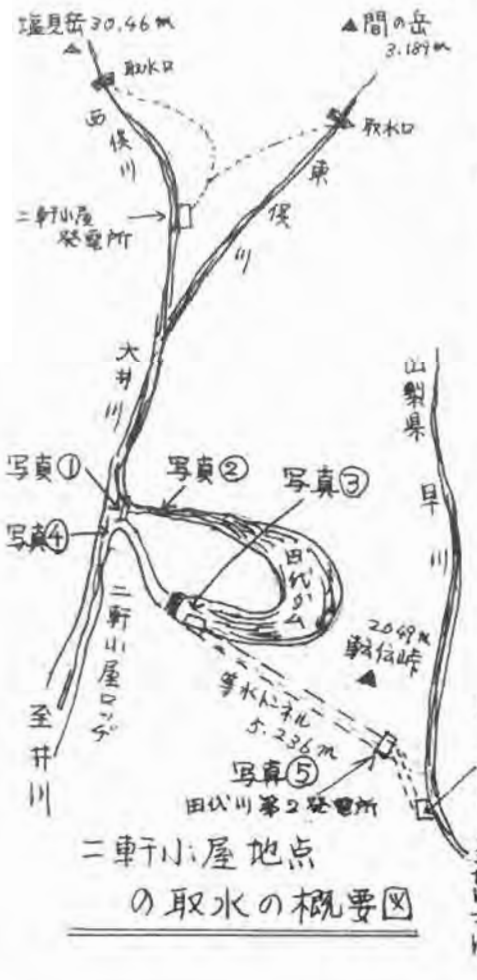 塩見岳 30.46m
間の岳
3.189m
取水口
取水口
西俣川
東俣川
二軒小屋
発電所
大井川
山梨県 早川
写真①
写真②
写真③
写真④
田代ダム
二軒小屋ロッヂ
2049m
転伝峠
導水トンネル
5.236m
至井川
写真⑤
田代川第2発電所
二軒小屋地点
の取水の概要図